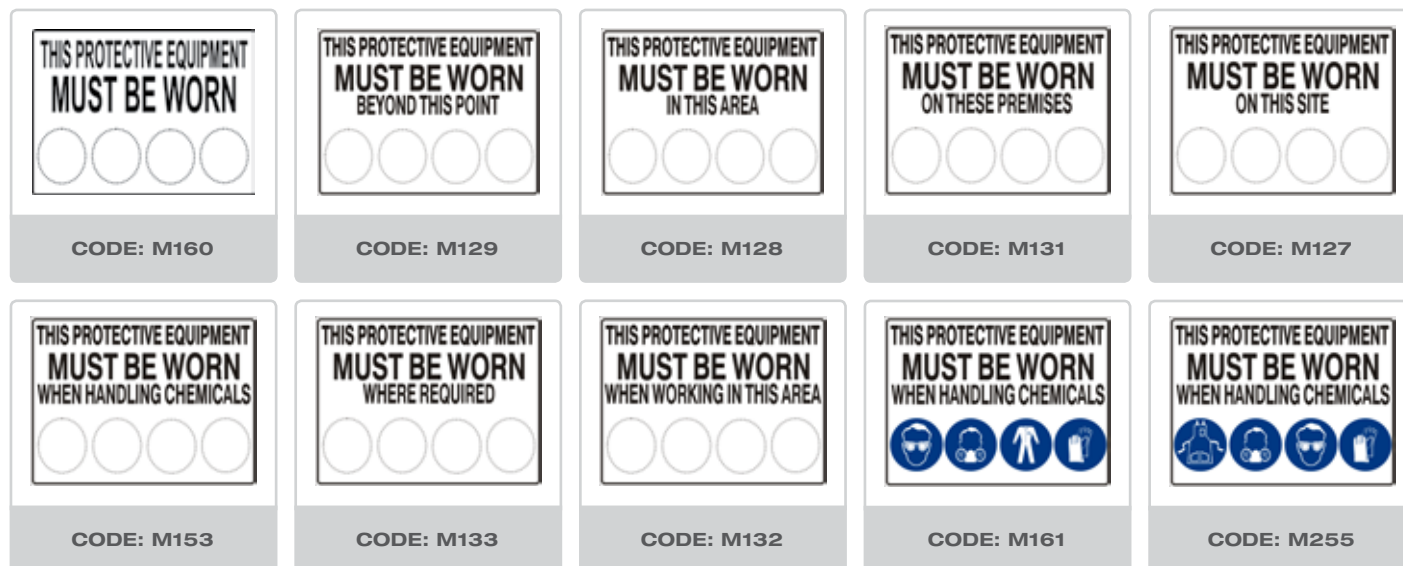 THIS PROTECTIVE EQUIPMENT
MUST BE WORN
CODE: M160
THIS PROTECTIVE EQUIPMENT
MUST BE WORN
BEYOND THIS POINT
CODE: M129
THIS PROTECTIVE EQUIPMENT
MUST BE WORN
IN THIS AREA
CODE: M128
THIS PROTECTIVE EQUIPMENT
MUST BE WORN
ON THESE PREMISES
CODE: M131
THIS PROTECTIVE EQUIPMENT
MUST BE WORN
ON THIS SITE
CODE: M127
THIS PROTECTIVE EQUIPMENT
MUST BE WORN
WHEN HANDLING CHEMICALS
CODE: M153
THIS PROTECTIVE EQUIPMENT
MUST BE WORN
WHERE REQUIRED
CODE: M133
THIS PROTECTIVE EQUIPMENT
MUST BE WORN
WHEN WORKING IN THIS AREA
CODE: M132
THIS PROTECTIVE EQUIPMENT
MUST BE WORN
WHEN HANDLING CHEMICALS
CODE: M161
THIS PROTECTIVE EQUIPMENT
MUST BE WORN
WHEN HANDLING CHEMICALS
CODE: M255